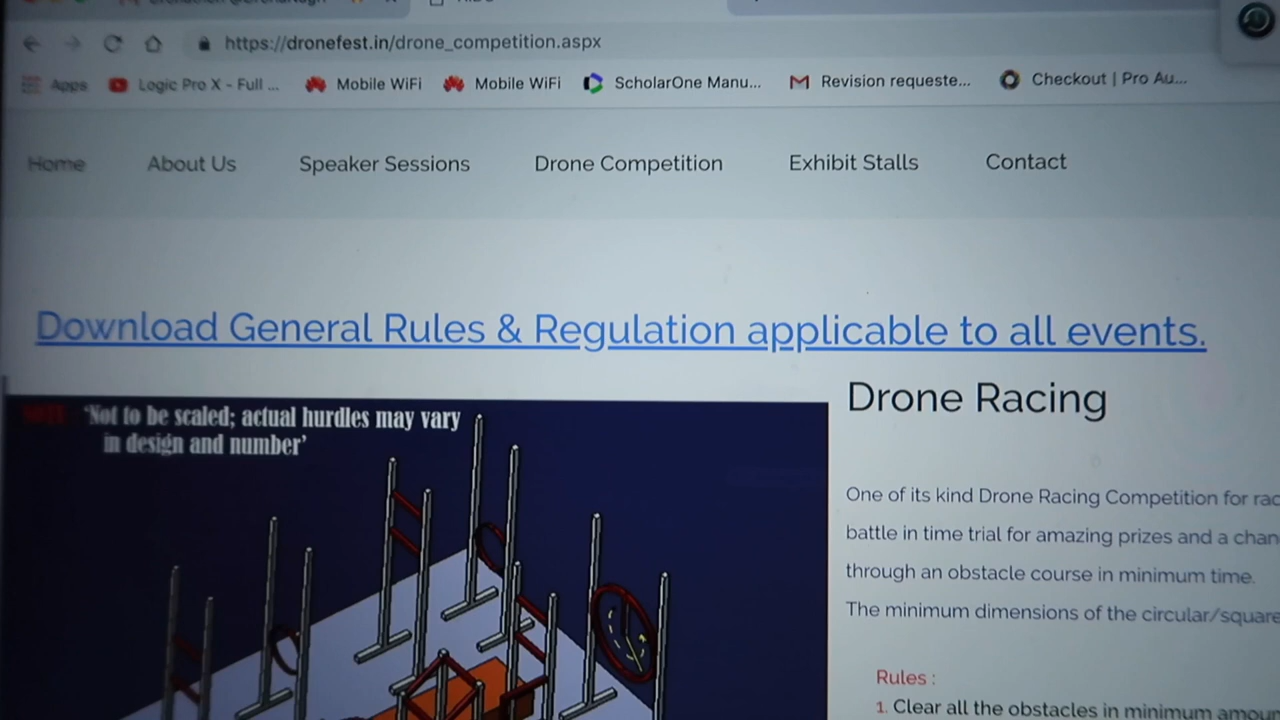 https://dronefest.in/drone_competition.aspx
Apps Logic Pro X - Full ... Mobile WiFi Mobile WiFi ScholarOne Manu... Revision requeste... Checkout | Pro Au...
Home About Us Speaker Sessions Drone Competition Exhibit Stalls Contact
Download General Rules & Regulation applicable to all events.
'Not to be scaled; actual hurdles may vary
in design and number'
Drone Racing
One of its kind Drone Racing Competition for rac
battle in time trial for amazing prizes and a chan
through an obstacle course in minimum time.
The minimum dimensions of the circular/square
Rules :
1. Clear all the obstacles in minimum amoun